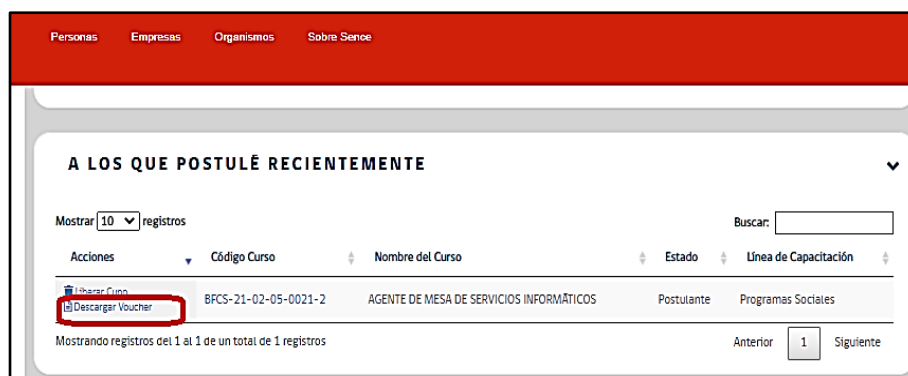 Personas Empresas Organismos Sobre Sence
A LOS QUE POSTULÉ RECIENTEMENTE
Mostrar 10 registros
Buscar:
Acciones Código Curso Nombre del Curso Estado Línea de Capacitación
Liberar Cupo
Descargar Voucher
BFCS-21-02-05-0021-2 AGENTE DE MESA DE SERVICIOS INFORMÁTICOS Postulante Programas Sociales
Mostrando registros del 1 al 1 de un total de 1 registros
Anterior 1 Siguiente